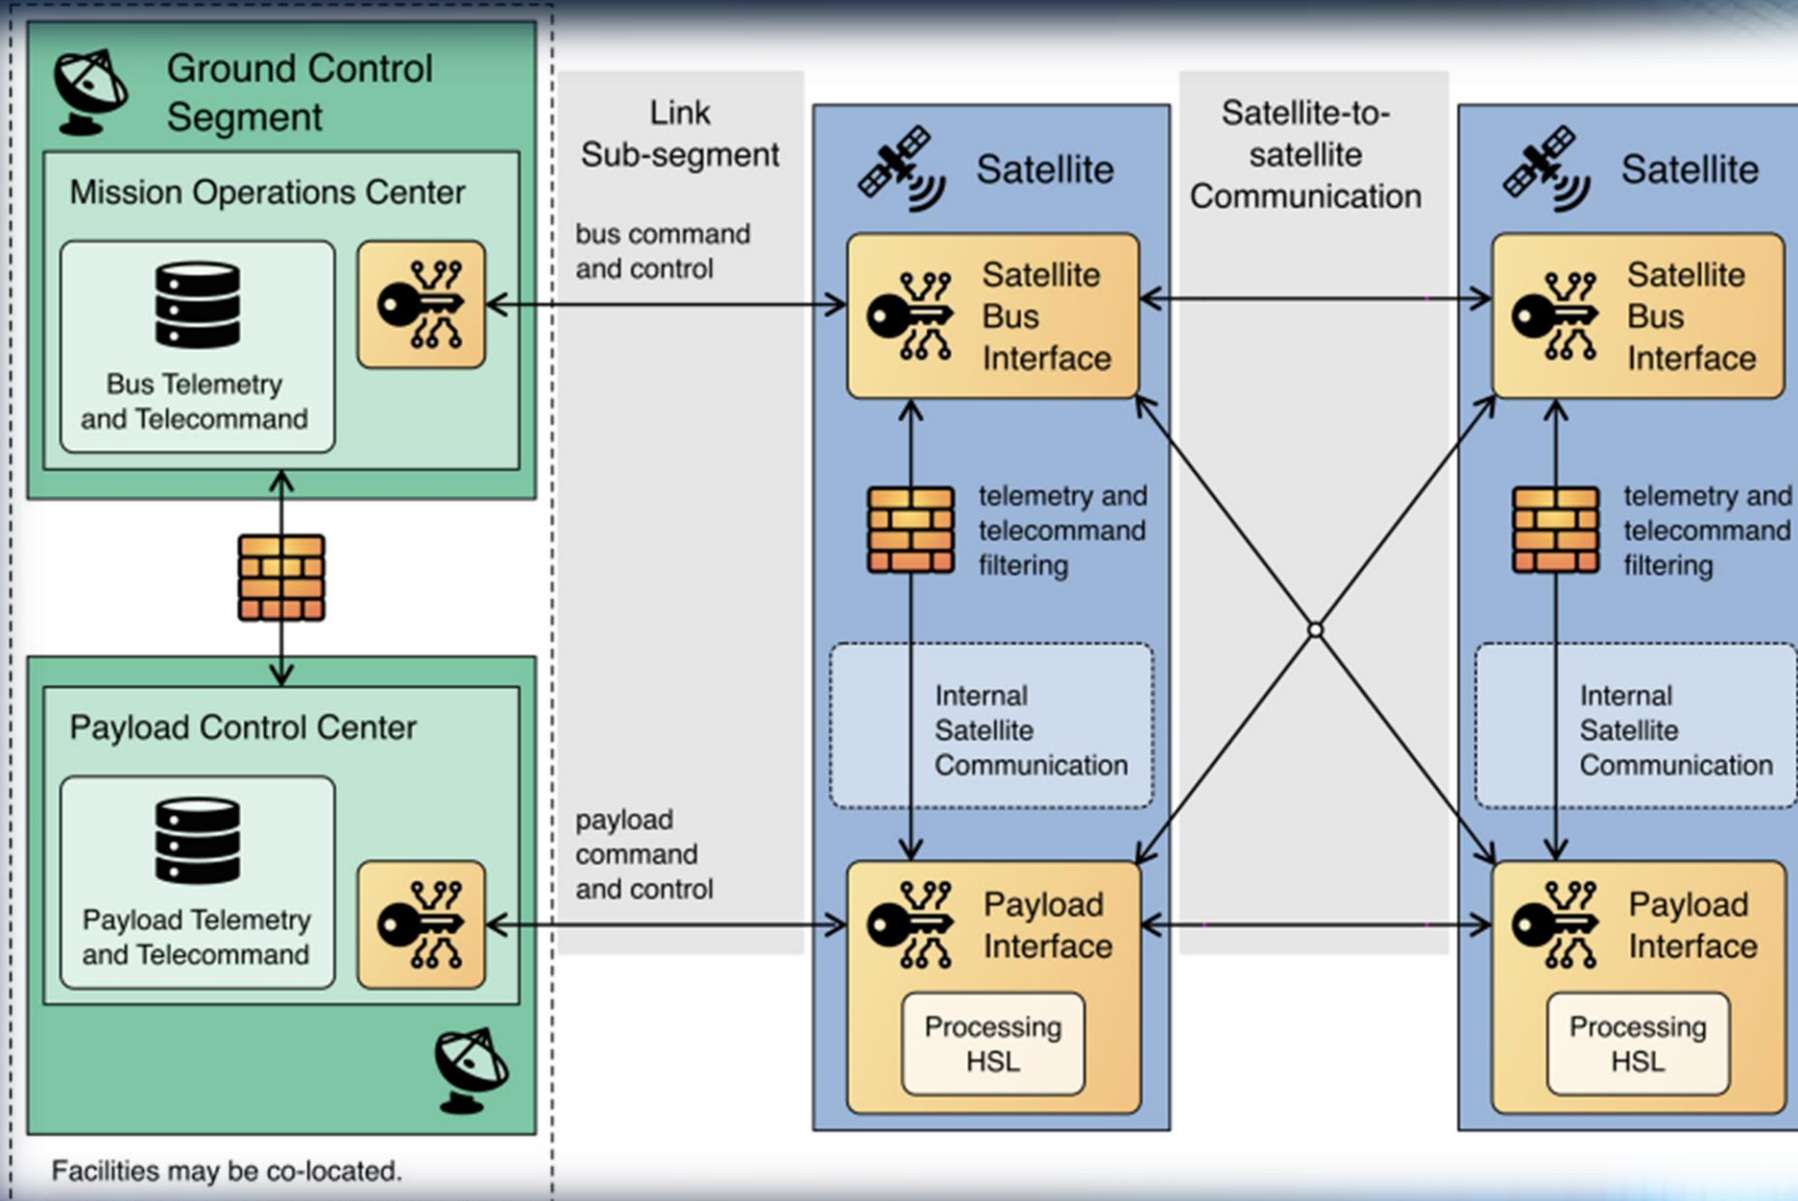 Ground Control
Segment
Mission Operations Center
Bus Telemetry
and Telecommand
Payload Control Center
Payload Telemetry
and Telecommand
Facilities may be co-located.
Link
Sub-segment
bus command
and control
payload
command
and control
Satellite
Satellite
Bus
Interface
telemetry and
telecommand
filtering
Internal
Satellite
Communication
Payload
Interface
Processing
HSL
Satellite-to-
satellite
Communication
Satellite
Satellite
Bus
Interface
telemetry and
telecommand
filtering
Internal
Satellite
Communication
Payload
Interface
Processing
HSL